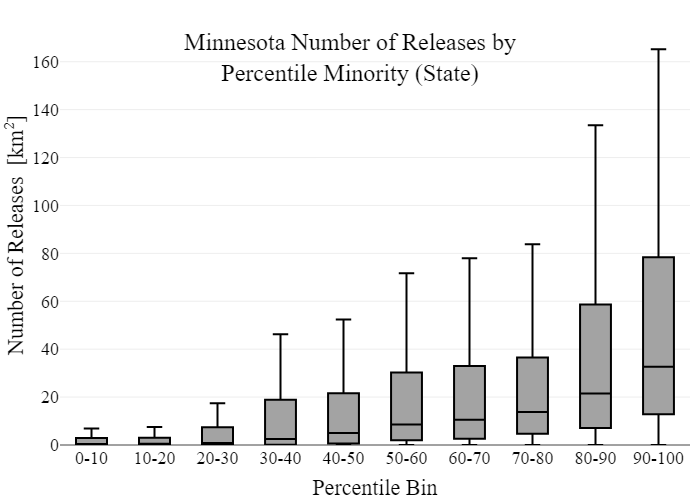 Minnesota Number of Releases by
Percentile Minority (State)
Number of Releases [km²]
160
140
120
100
80
60
40
20
0
0-10 10-20 20-30 30-40 40-50 50-60 60-70 70-80 80-90 90-100
Percentile Bin